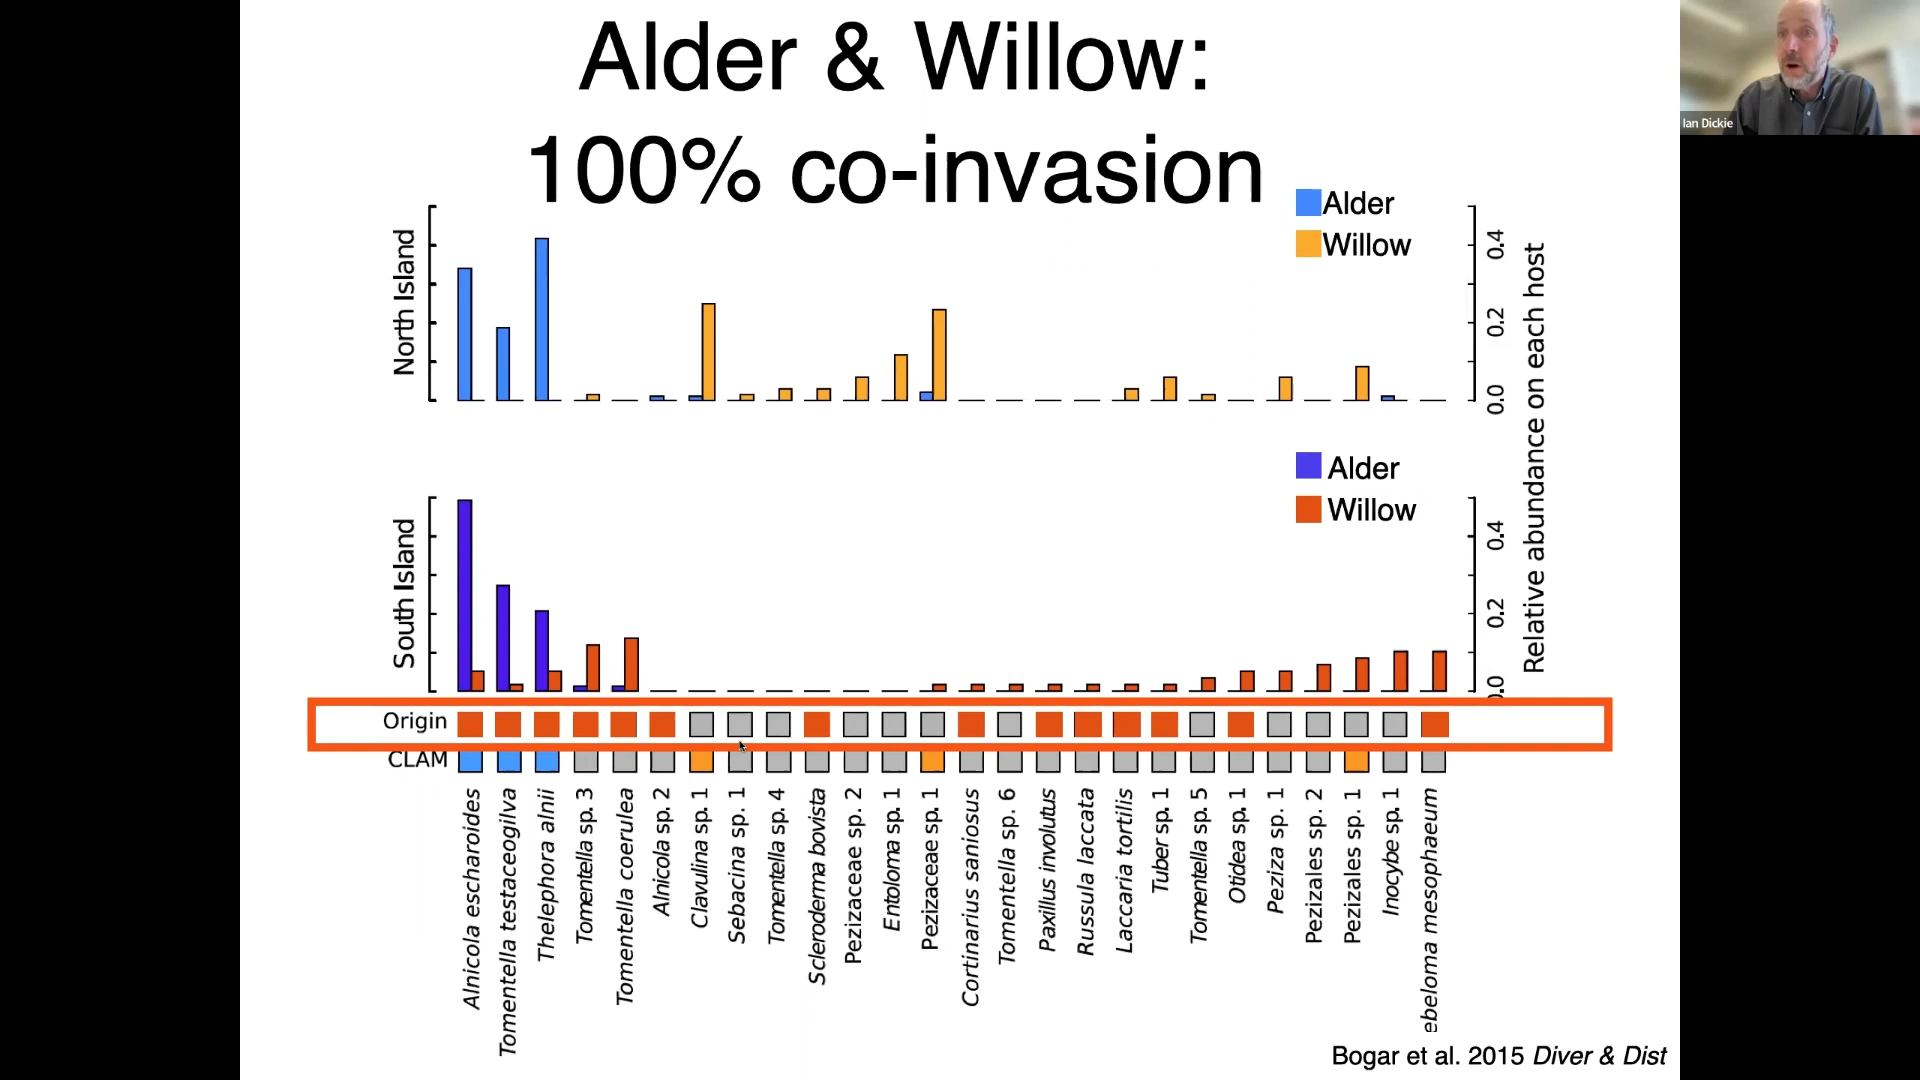 Alder & Willow:
100% co-invasion
Ian Dickie
Alder
Willow
North Island
0.4
0.2
0.0
Relative abundance on each host
Alder
Willow
South Island
0.4
0.2
0.0
Origin
CLAM
Alnicola escharoides
Tomentella testaceogilva
Thelephora alnii
Tomentella sp. 3
Tomentella coerulea
Alnicola sp. 2
Clavulina sp. 1
Sebacina sp. 1
Tomentella sp. 4
Scleroderma bovista
Pezizaceae sp. 2
Entoloma sp. 1
Pezizaceae sp. 1
Cortinarius saniosus
Tomentella sp. 6
Paxillus involutus
Russula laccata
Laccaria tortilis
Tuber sp. 1
Tomentella sp. 5
Otidea sp. 1
Peziza sp. 1
Pezizales sp. 2
Pezizales sp. 1
Inocybe sp. 1
ebeloma mesophaeum
Bogar et al. 2015 Diver & Dist